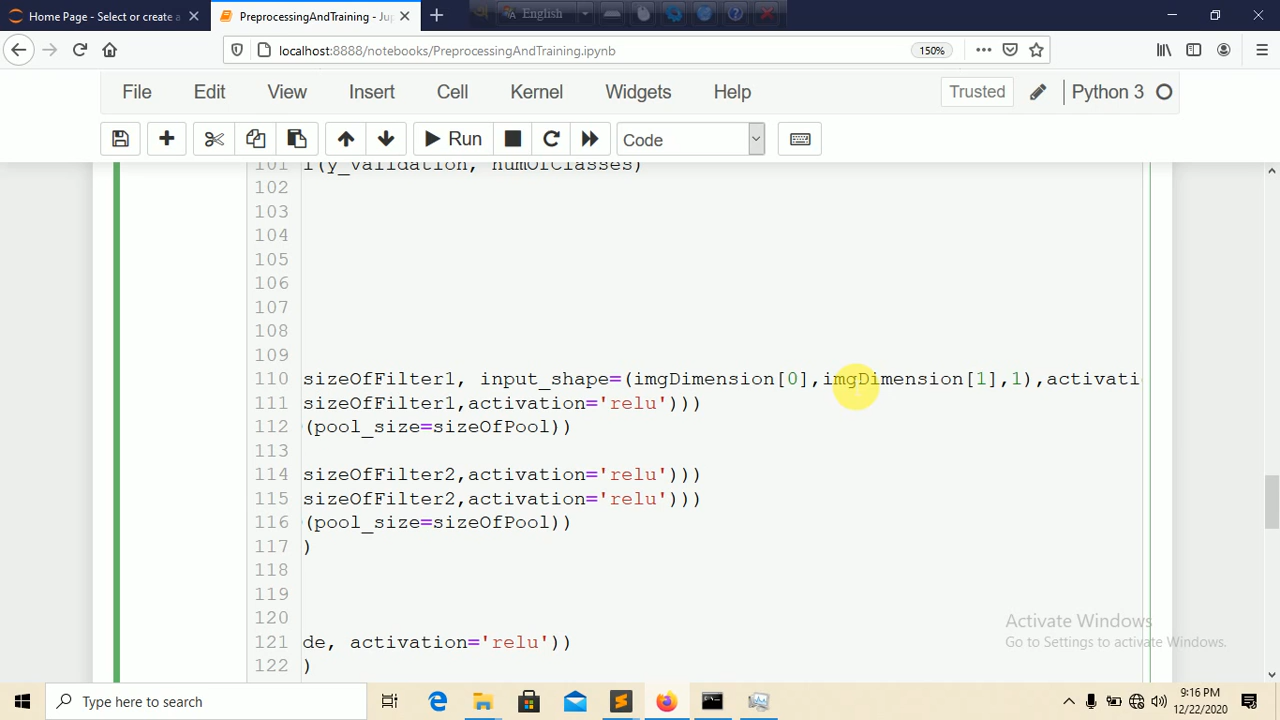 Home Page - Select or create a
PreprocessingAndTraining - Jup
English
localhost:8888/notebooks/PreprocessingAndTraining.ipynb
150%
File Edit View Insert Cell Kernel Widgets Help
Trusted
Python 3
Run
Code
101 l(y_validation, numOfClasses)
102
103
104
105
106
107
108
109
110 sizeOfFilter1, input_shape=(imgDimension[0],imgDimension[1],1),activati
111 sizeOfFilter1,activation='relu')))
112 (pool_size=sizeOfPool))
113
114 sizeOfFilter2,activation='relu')))
115 sizeOfFilter2,activation='relu')))
116 (pool_size=sizeOfPool))
117 )
118
119
120
121 de, activation='relu'))
122 )
Activate Windows
Go to Settings to activate Windows.
Type here to search
9:16 PM
12/22/2020